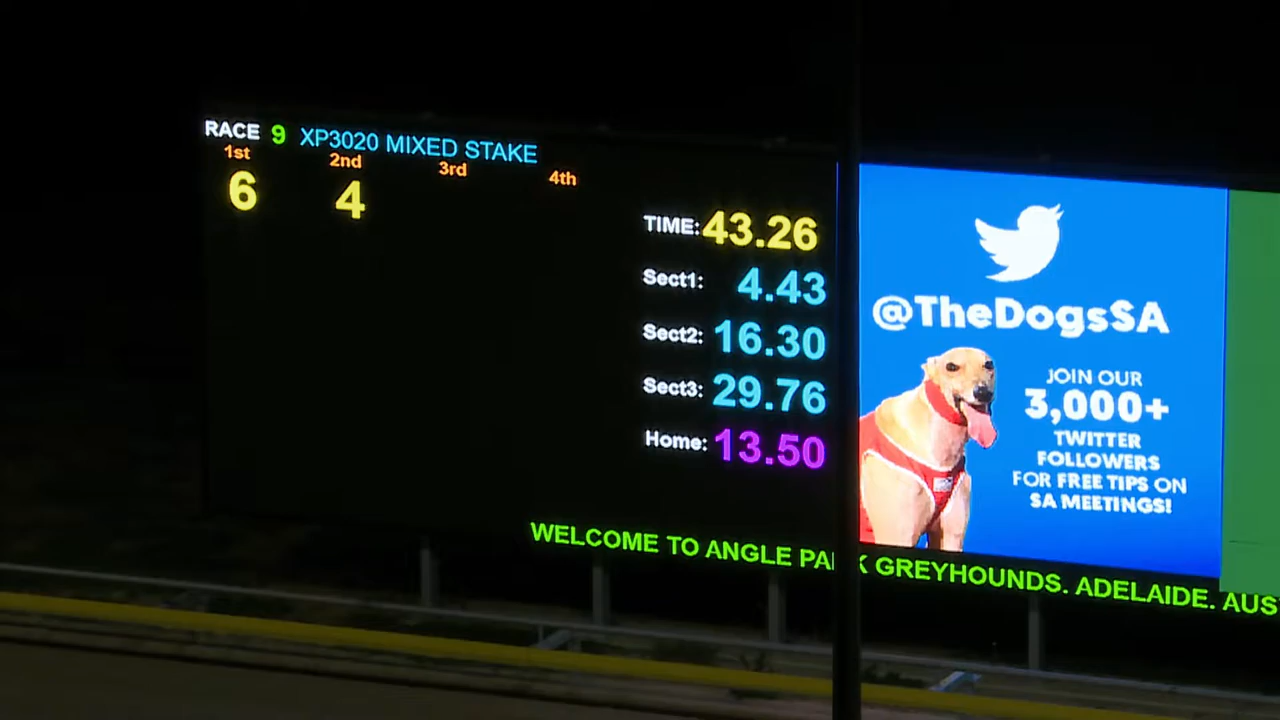 RACE 9 XP3020 MIXED STAKE
1st 2nd 3rd 4th
6 4
TIME: 43.26
Sect1: 4.43
Sect2: 16.30
Sect3: 29.76
Home: 13.50
@TheDogsSA
JOIN OUR
3,000+
TWITTER
FOLLOWERS
FOR FREE TIPS ON
SA MEETINGS!
WELCOME TO ANGLE PA K GREYHOUNDS. ADELAIDE. AUS